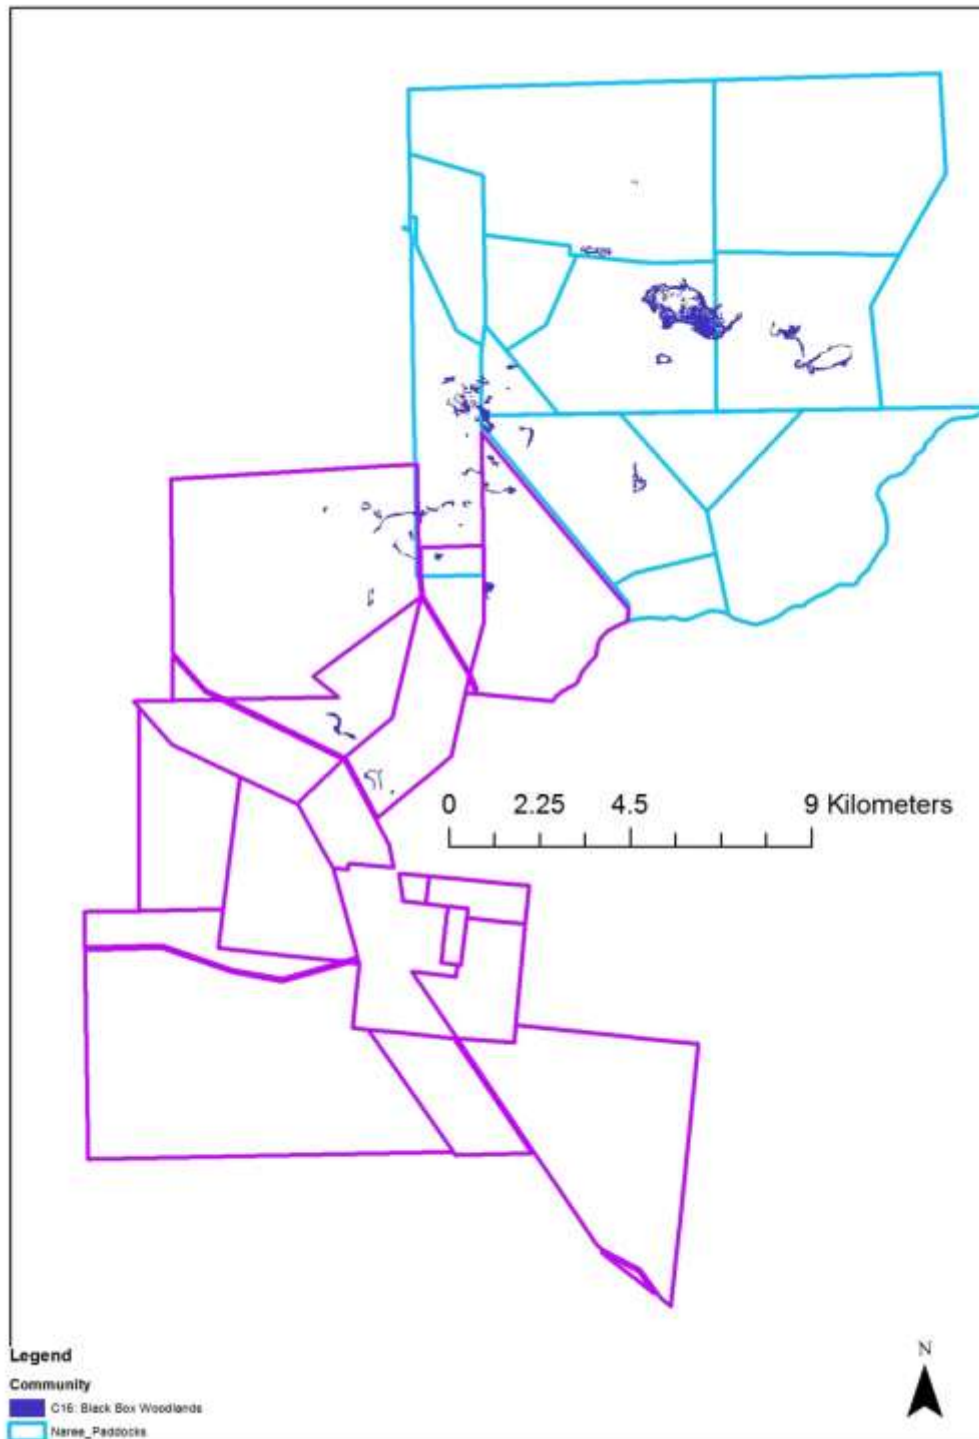 0 2.25 4.5 9 Kilometers
N
Legend
Community
C16: Black Box Woodlands
Naree_Paddocks